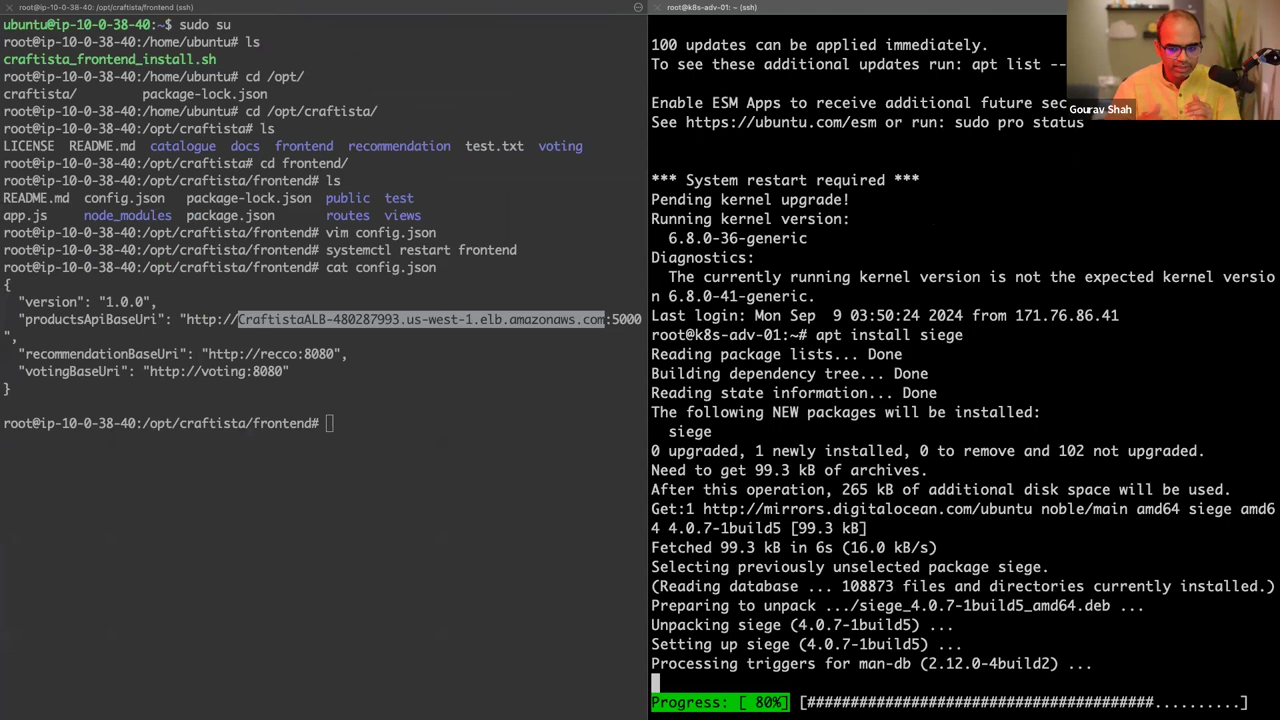 root@ip-10-0-38-40: /opt/craftista/frontend (ssh)
ubuntu@ip-10-0-38-40:~$ sudo su
root@ip-10-0-38-40:/home/ubuntu# ls
craftista_frontend_install.sh
root@ip-10-0-38-40:/home/ubuntu# cd /opt/
craftista/ package-lock.json
root@ip-10-0-38-40:/home/ubuntu# cd /opt/craftista/
root@ip-10-0-38-40:/opt/craftista# ls
LICENSE README.md catalogue docs frontend recommendation test.txt voting
root@ip-10-0-38-40:/opt/craftista# cd frontend/
root@ip-10-0-38-40:/opt/craftista/frontend# ls
README.md config.json package-lock.json public test
app.js node_modules package.json routes views
root@ip-10-0-38-40:/opt/craftista/frontend# vim config.json
root@ip-10-0-38-40:/opt/craftista/frontend# systemctl restart frontend
root@ip-10-0-38-40:/opt/craftista/frontend# cat config.json
{
"version": "1.0.0",
"productsApiBaseUri": "http://CraftistaALB-480287993.us-west-1.elb.amazonaws.com:5000
",
"recommendationBaseUri": "http://recco:8080",
"votingBaseUri": "http://voting:8080"
}
root@ip-10-0-38-40:/opt/craftista/frontend#
root@k8s-adv-01: ~ (ssh)
100 updates can be applied immediately.
To see these additional updates run: apt list --
Enable ESM Apps to receive additional future sec
See https://ubuntu.com/esm or run: sudo pro status
*** System restart required ***
Pending kernel upgrade!
Running kernel version:
6.8.0-36-generic
Diagnostics:
The currently running kernel version is not the expected kernel versio
n 6.8.0-41-generic.
Last login: Mon Sep 9 03:50:24 2024 from 171.76.86.41
root@k8s-adv-01:~# apt install siege
Reading package lists... Done
Building dependency tree... Done
Reading state information... Done
The following NEW packages will be installed:
siege
0 upgraded, 1 newly installed, 0 to remove and 102 not upgraded.
Need to get 99.3 kB of archives.
After this operation, 265 kB of additional disk space will be used.
Get:1 http://mirrors.digitalocean.com/ubuntu noble/main amd64 siege amd6
4 4.0.7-1build5 [99.3 kB]
Fetched 99.3 kB in 6s (16.0 kB/s)
Selecting previously unselected package siege.
(Reading database ... 108873 files and directories currently installed.)
Preparing to unpack .../siege_4.0.7-1build5_amd64.deb ...
Unpacking siege (4.0.7-1build5) ...
Setting up siege (4.0.7-1build5) ...
Processing triggers for man-db (2.12.0-4build2) ...
Progress: [ 80%] [############################################..........]
Gourav Shah